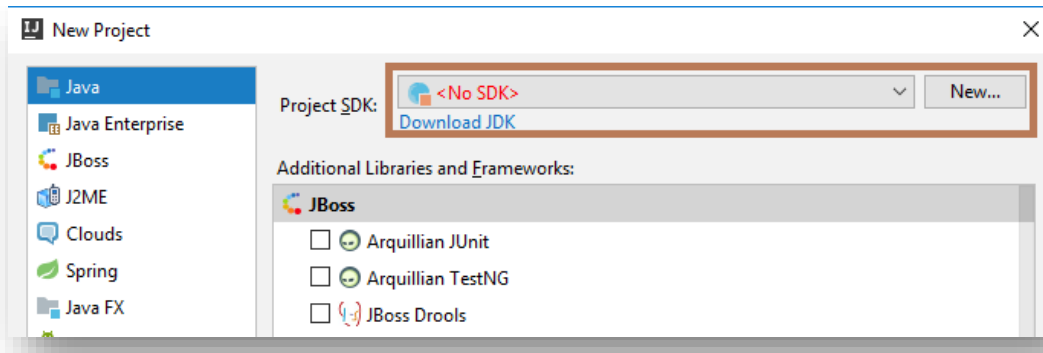 IJ New Project
Java
Java Enterprise
JBoss
J2ME
Clouds
Spring
Java FX
Project SDK:
<No SDK>
New...
Download JDK
Additional Libraries and Frameworks:
JBoss
Arquillian JUnit
Arquillian TestNG
JBoss Drools